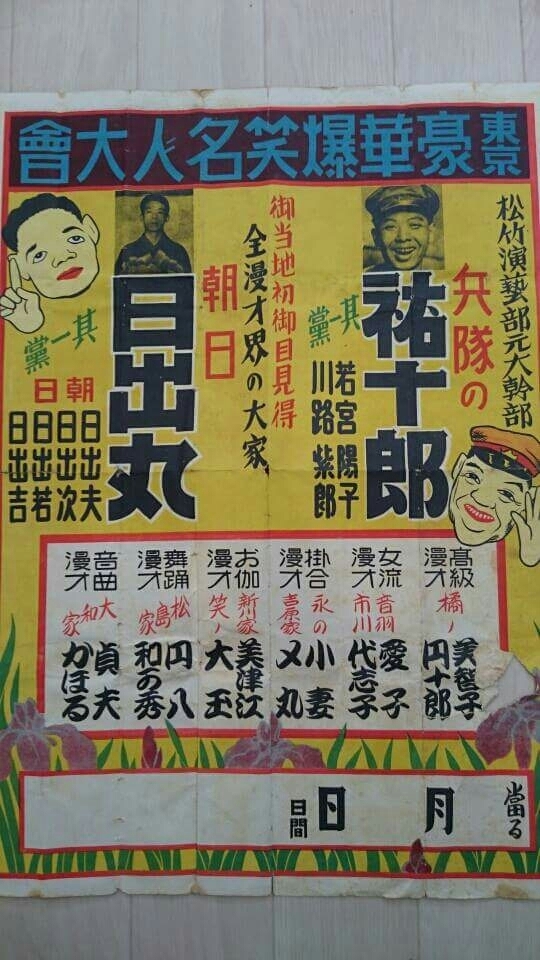 東京豪華爆笑名人大會
松竹演藝部元大幹部
兵隊の
祐十郎
其一黨
若宮陽子
川路紫郎
御当地初御目見得
全漫才界の大家
朝日
日出丸
其一黨
朝日
日出夫
日出次
日出若
日出吉
高級漫才
橘ノ
美智子
円十郎
女流漫才
音羽 愛子
市川 代志子
掛合漫才
永の 小妻
吉原家 又丸
お伽漫才
新川家 美津江
笑ノ 大玉
舞踊漫才
松島家
円八
和の秀
音曲漫才
大和家
貞夫
かほる
當る
月
日
日間